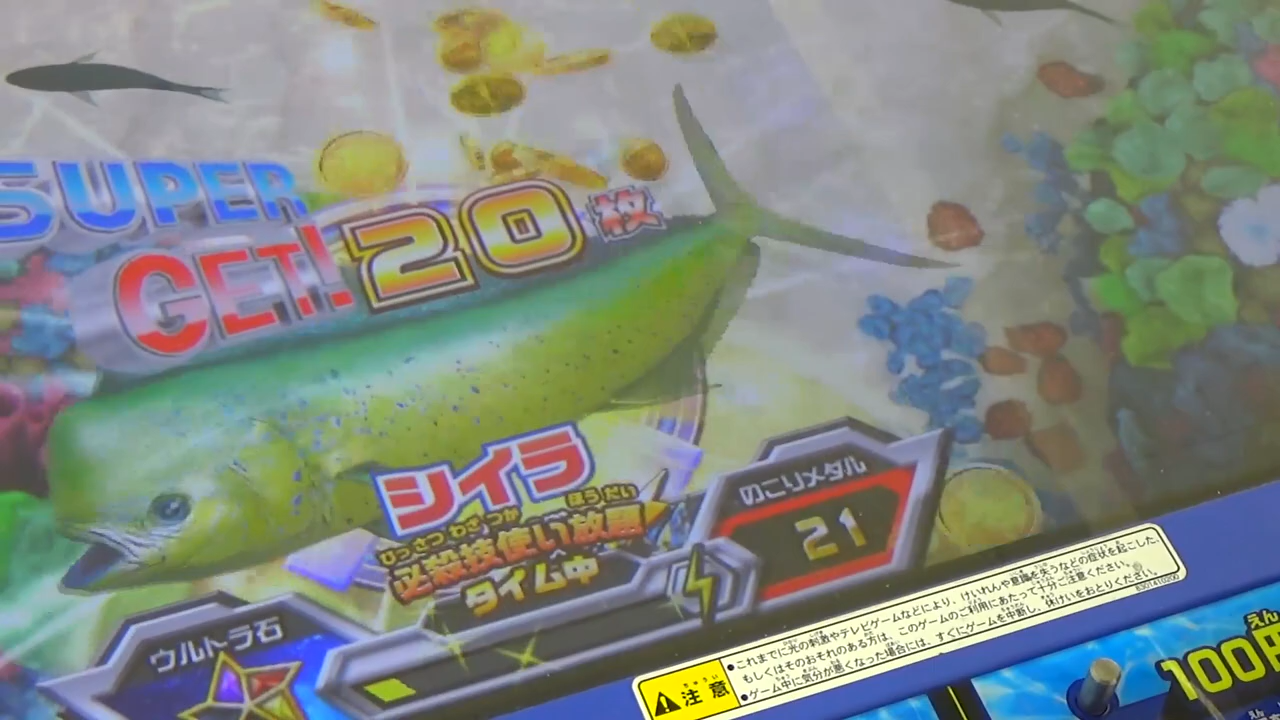 SUPER
GET! 20枚
シイラ
ひっさつわざつか ほうだい
必殺技使い放題
タイム中
のこりメダル
21
ウルトラ石
ちゅうい
注意
●これまでに光の刺激やテレビゲームなどにより、けいれんや意識を失うなどの症状を起こした、
もしくはそのおそれのある方は、このゲームのご利用にあたって十分ご注意ください。
●ゲーム中に気分が悪くなった場合には、すぐにゲームを中断し、休けいをおとりください。
えん
100円